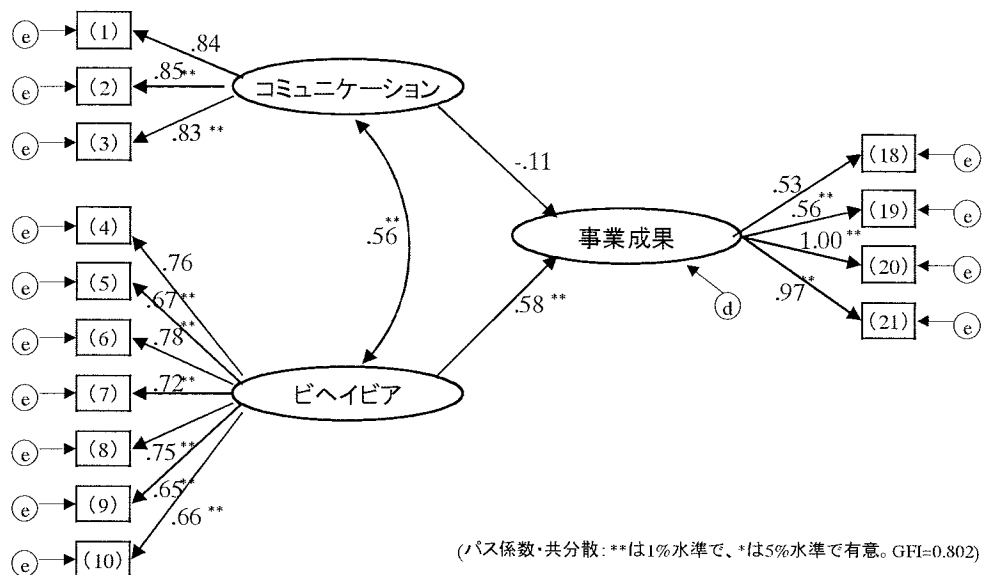 e (1)
.84
e (2)
.85**
コミュニケーション
e (3)
.83 **
-.11
(18) e
.53
.56**
(19) e
1.00 **
(20) e
.97**
(21) e
事業成果
d
.56**
.58 **
(4)
.76
e (5)
.67**
e (6)
.78**
e (7)
.72**
ビヘイビア
e (8)
.75**
e (9)
.65**
e (10)
.66 **
(パス係数・共分散: **は1%水準で、*は5%水準で有意。GFI=0.802)